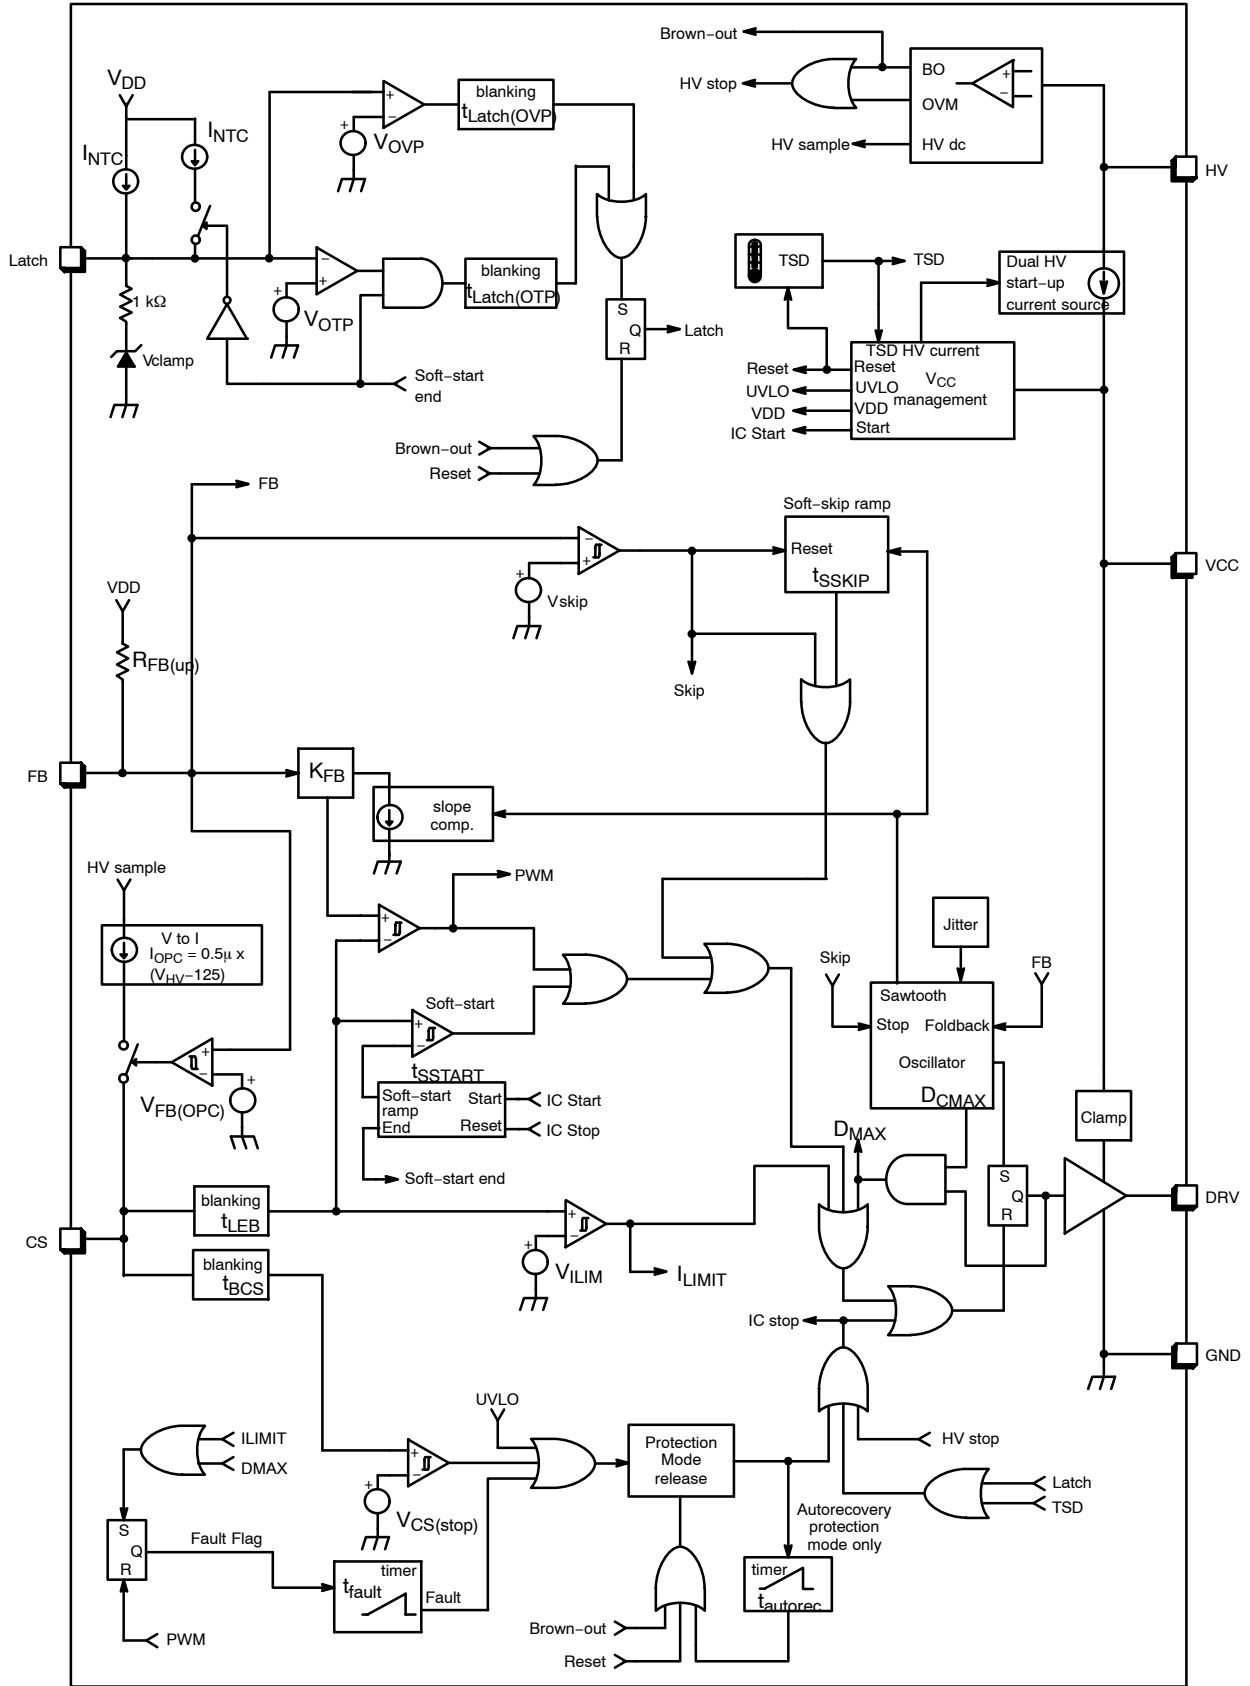 Brown−out
HV stop
BO
OVM
HV sample
HV dc
+
−
HV
VDD
INTC
INTC
+
−
VOVP
blanking
tLatch(OVP)
Latch
1 kΩ
Vclamp
−
+
VOTP
blanking
tLatch(OTP)
S
Q
R
Latch
Soft−start
end
Brown−out
Reset
TSD
TSD
Dual HV
start−up
current source
TSD HV current
Reset
Reset
UVLO
UVLO
VCC
management
VDD
VDD
IC Start
Start
FB
−
+
Vskip
Soft−skip ramp
Reset
tSSKIP
Skip
VCC
VDD
RFB(up)
FB
KFB
slope
comp.
HV sample
V to I
IOPC = 0.5μ x
(VHV−125)
PWM
+
−
Soft−start
+
−
tSSTART
Soft−start
ramp
End
Start
Reset
IC Start
IC Stop
Soft−start end
+
−
VFB(OPC)
+
Jitter
Skip
FB
Sawtooth
Stop
Foldback
Oscillator
DCMAX
DMAX
Clamp
S
Q
R
DRV
CS
blanking
tLEB
blanking
tBCS
+
−
VILIM
ILIMIT
IC stop
GND
UVLO
ILIMIT
DMAX
+
−
VCS(stop)
Protection
Mode
release
HV stop
Latch
TSD
Autorecovery
protection
mode only
S
Q
R
Fault Flag
timer
tfault
Fault
timer
tautorec
PWM
Brown−out
Reset